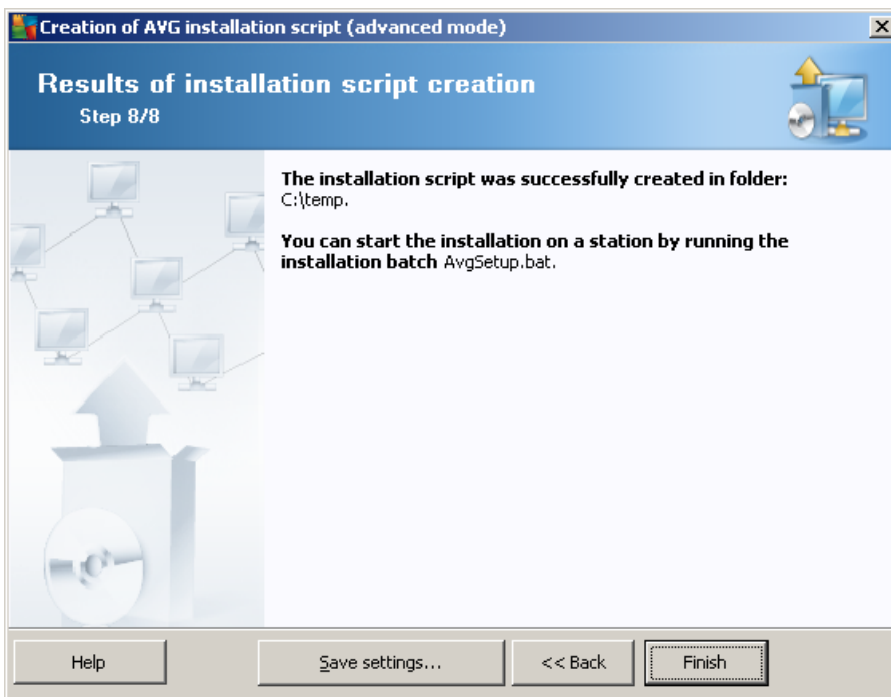 Creation of AVG installation script (advanced mode)
Results of installation script creation
Step 8/8
The installation script was successfully created in folder:
C:\temp.
You can start the installation on a station by running the
installation batch AvgSetup.bat.
Help
Save settings...
<< Back
Finish